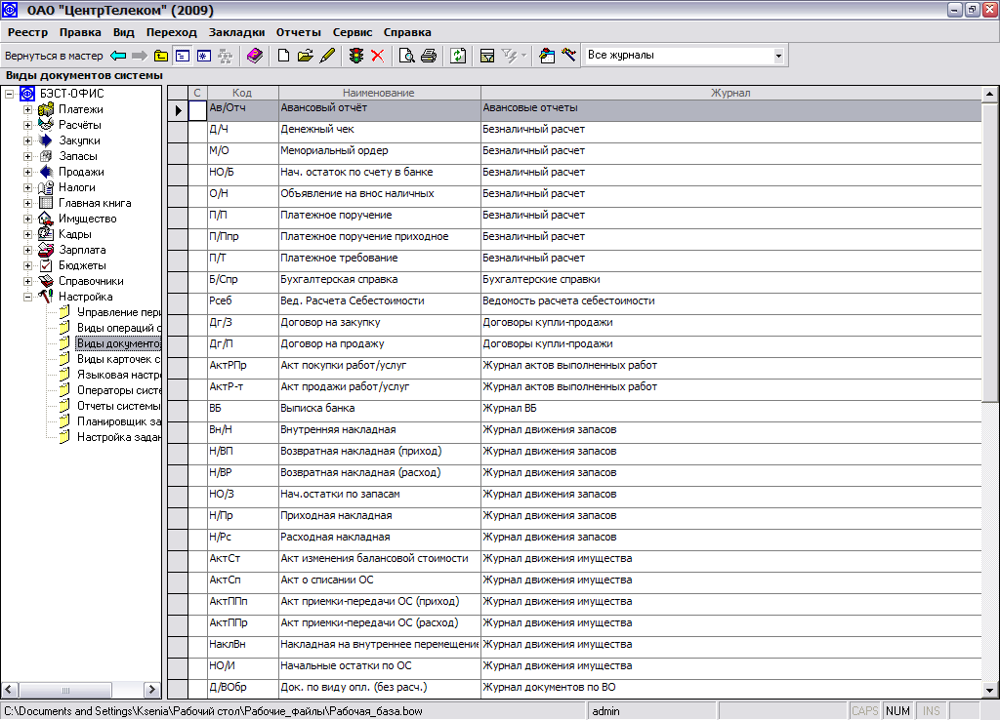 ОАО "ЦентрТелеком" (2009)
Реестр Правка Вид Переход Закладки Отчеты Сервис Справка
Вернуться в мастер Все журналы
Виды документов системы
БЭСТ-ОФИС
Платежи
Расчёты
Закупки
Запасы
Продажи
Налоги
Главная книга
Имущество
Кадры
Зарплата
Бюджеты
Справочники
Настройка
Управление пери
Виды операций с
Виды документо
Виды карточек с
Языковая настро
Операторы систе
Отчеты системы
Планировщик за
Настройка задан
С Код Наименование Журнал
Ав/Отч Авансовый отчёт Авансовые отчеты
Д/Ч Денежный чек Безналичный расчет
М/О Мемориальный ордер Безналичный расчет
НО/Б Нач. остаток по счету в банке Безналичный расчет
О/Н Объявление на внос наличных Безналичный расчет
П/П Платежное поручение Безналичный расчет
П/Ппр Платежное поручение приходное Безналичный расчет
П/Т Платежное требование Безналичный расчет
Б/Спр Бухгалтерская справка Бухгалтерские справки
Рсеб Вед. Расчета Себестоимости Ведомость расчета себестоимости
Дг/З Договор на закупку Договоры купли-продажи
Дг/П Договор на продажу Договоры купли-продажи
АктРПр Акт покупки работ/услуг Журнал актов выполненных работ
АктР-т Акт продажи работ/услуг Журнал актов выполненных работ
ВБ Выписка банка Журнал ВБ
Вн/Н Внутренняя накладная Журнал движения запасов
Н/ВП Возвратная накладная (приход) Журнал движения запасов
Н/ВР Возвратная накладная (расход) Журнал движения запасов
НО/З Нач.остатки по запасам Журнал движения запасов
Н/Пр Приходная накладная Журнал движения запасов
Н/Рс Расходная накладная Журнал движения запасов
АктСт Акт изменения балансовой стоимости Журнал движения имущества
АктСп Акт о списании ОС Журнал движения имущества
АктППп Акт приемки-передачи ОС (приход) Журнал движения имущества
АктППр Акт приемки-передачи ОС (расход) Журнал движения имущества
НаклВн Накладная на внутреннее перемещение Журнал движения имущества
НО/И Начальные остатки по ОС Журнал движения имущества
Д/ВОбр Док. по виду опл. (без расч.) Журнал документов по ВО
C:\Documents and Settings\Ksenia\Рабочий стол\Рабочие_файлы\Рабочая_база.bow admin CAPS NUM INS